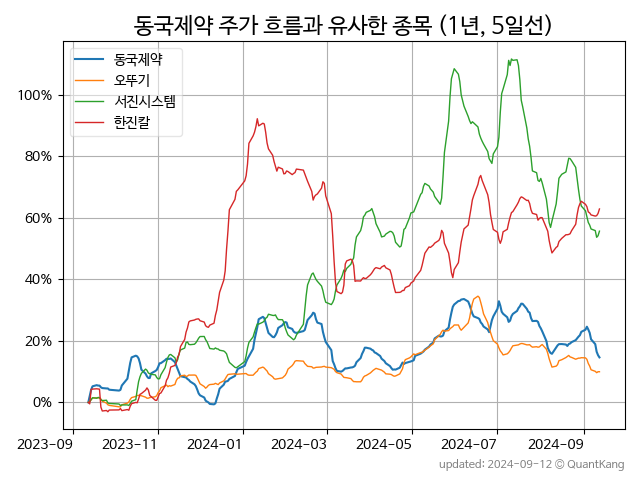 동국제약 주가 흐름과 유사한 종목 (1년, 5일선)
동국제약
오뚜기
서진시스템
한진칼
100%
80%
60%
40%
20%
0%
2023-09 2023-11 2024-01 2024-03 2024-05 2024-07 2024-09
updated: 2024-09-12 © QuantKang